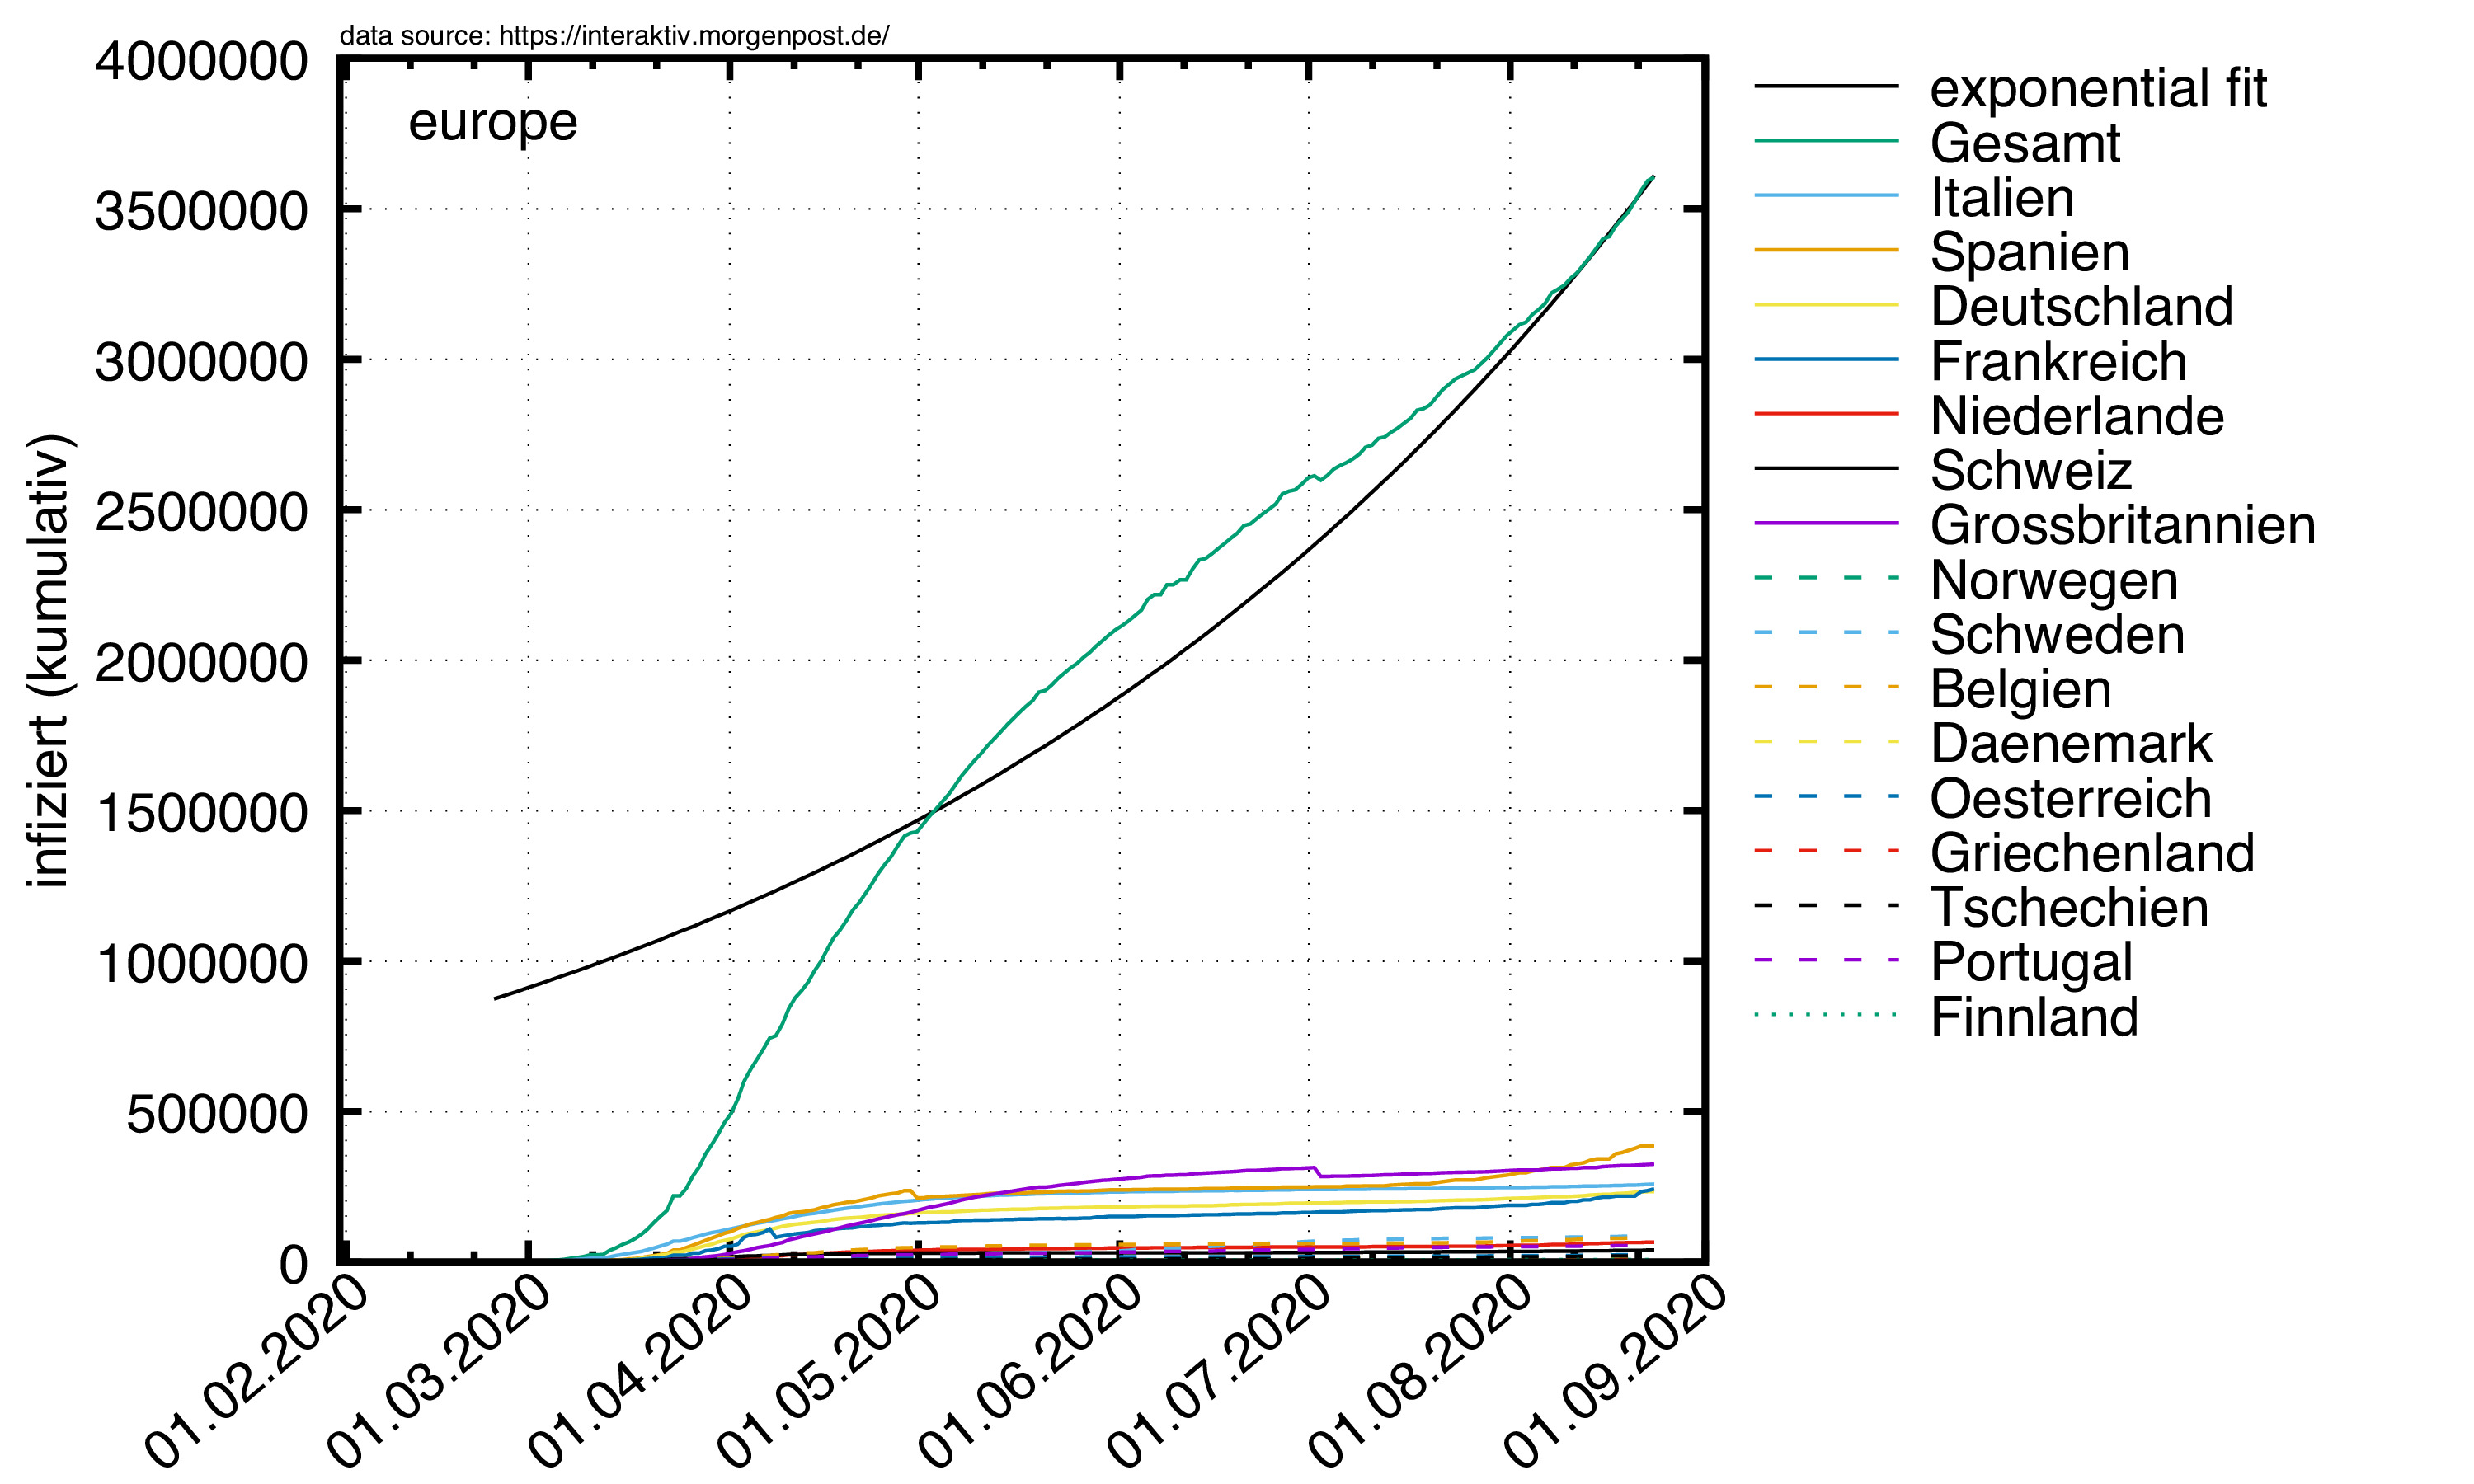 data source: https://interaktiv.morgenpost.de/
4000000
3500000
3000000
2500000
2000000
1500000
1000000
500000
0
infiziert (kumulativ)
europe
01.02.2020
01.03.2020
01.04.2020
01.05.2020
01.06.2020
01.07.2020
01.08.2020
01.09.2020
exponential fit
Gesamt
Italien
Spanien
Deutschland
Frankreich
Niederlande
Schweiz
Grossbritannien
Norwegen
Schweden
Belgien
Daenemark
Oesterreich
Griechenland
Tschechien
Portugal
Finnland